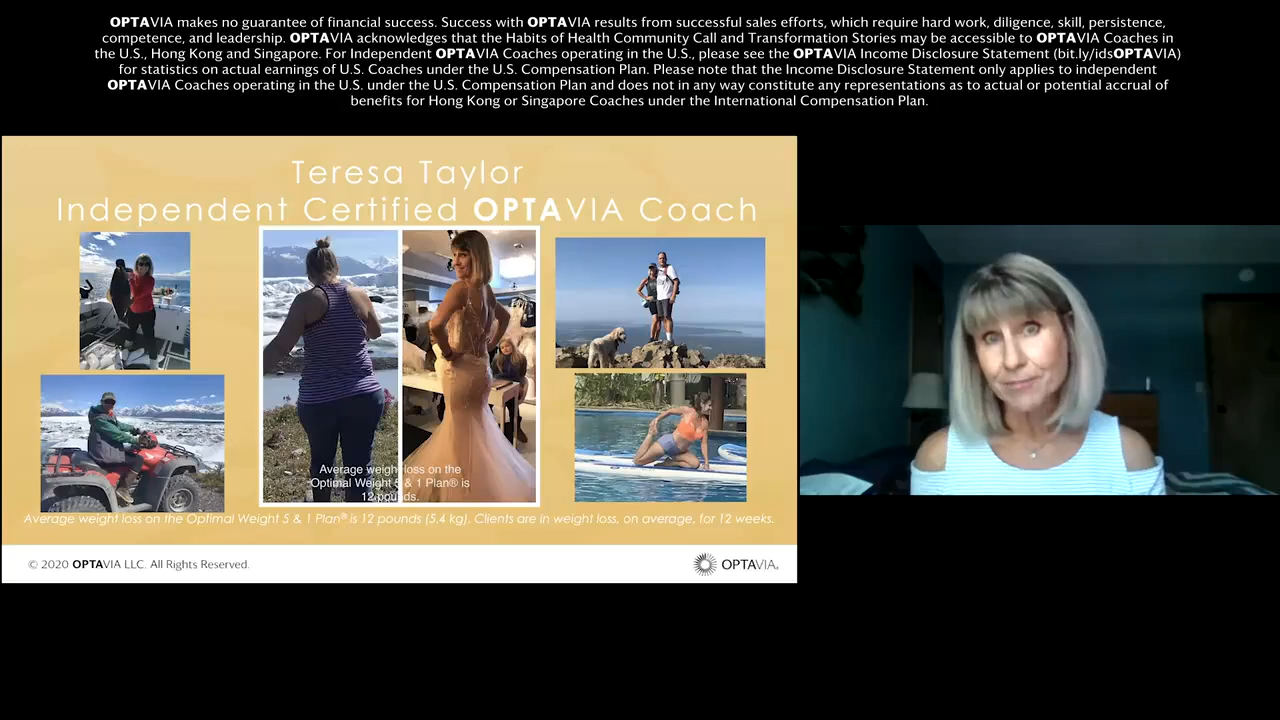 OPTAVIA makes no guarantee of financial success. Success with OPTAVIA results from successful sales efforts, which require hard work, diligence, skill, persistence,
competence, and leadership. OPTAVIA acknowledges that the Habits of Health Community Call and Transformation Stories may be accessible to OPTAVIA Coaches in
the U.S., Hong Kong and Singapore. For Independent OPTAVIA Coaches operating in the U.S., please see the OPTAVIA Income Disclosure Statement (bit.ly/idsOPTAVIA)
for statistics on actual earnings of U.S. Coaches under the U.S. Compensation Plan. Please note that the Income Disclosure Statement only applies to independent
OPTAVIA Coaches operating in the U.S. under the U.S. Compensation Plan and does not in any way constitute any representations as to actual or potential accrual of
benefits for Hong Kong or Singapore Coaches under the International Compensation Plan.
Teresa Taylor
Independent Certified OPTAVIA Coach
Average weight loss on the
Optimal Weight 5 & 1 Plan® is
12 pounds.
Average weight loss on the Optimal Weight 5 & 1 Plan® is 12 pounds (5.4 kg). Clients are in weight loss, on average, for 12 weeks.
© 2020 OPTAVIA LLC. All Rights Reserved.
OPTAVIA®